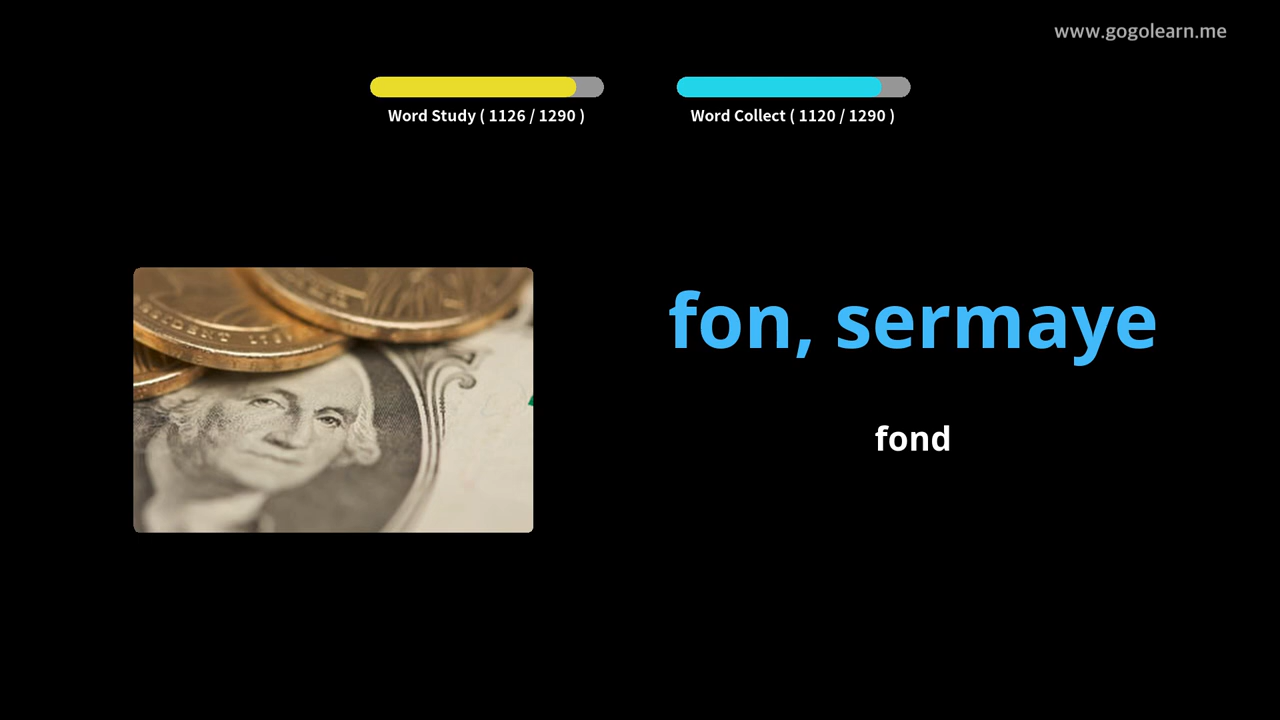 www.gogolearn.me
Word Study ( 1126 / 1290 )
Word Collect ( 1120 / 1290 )
fon, sermaye
fond